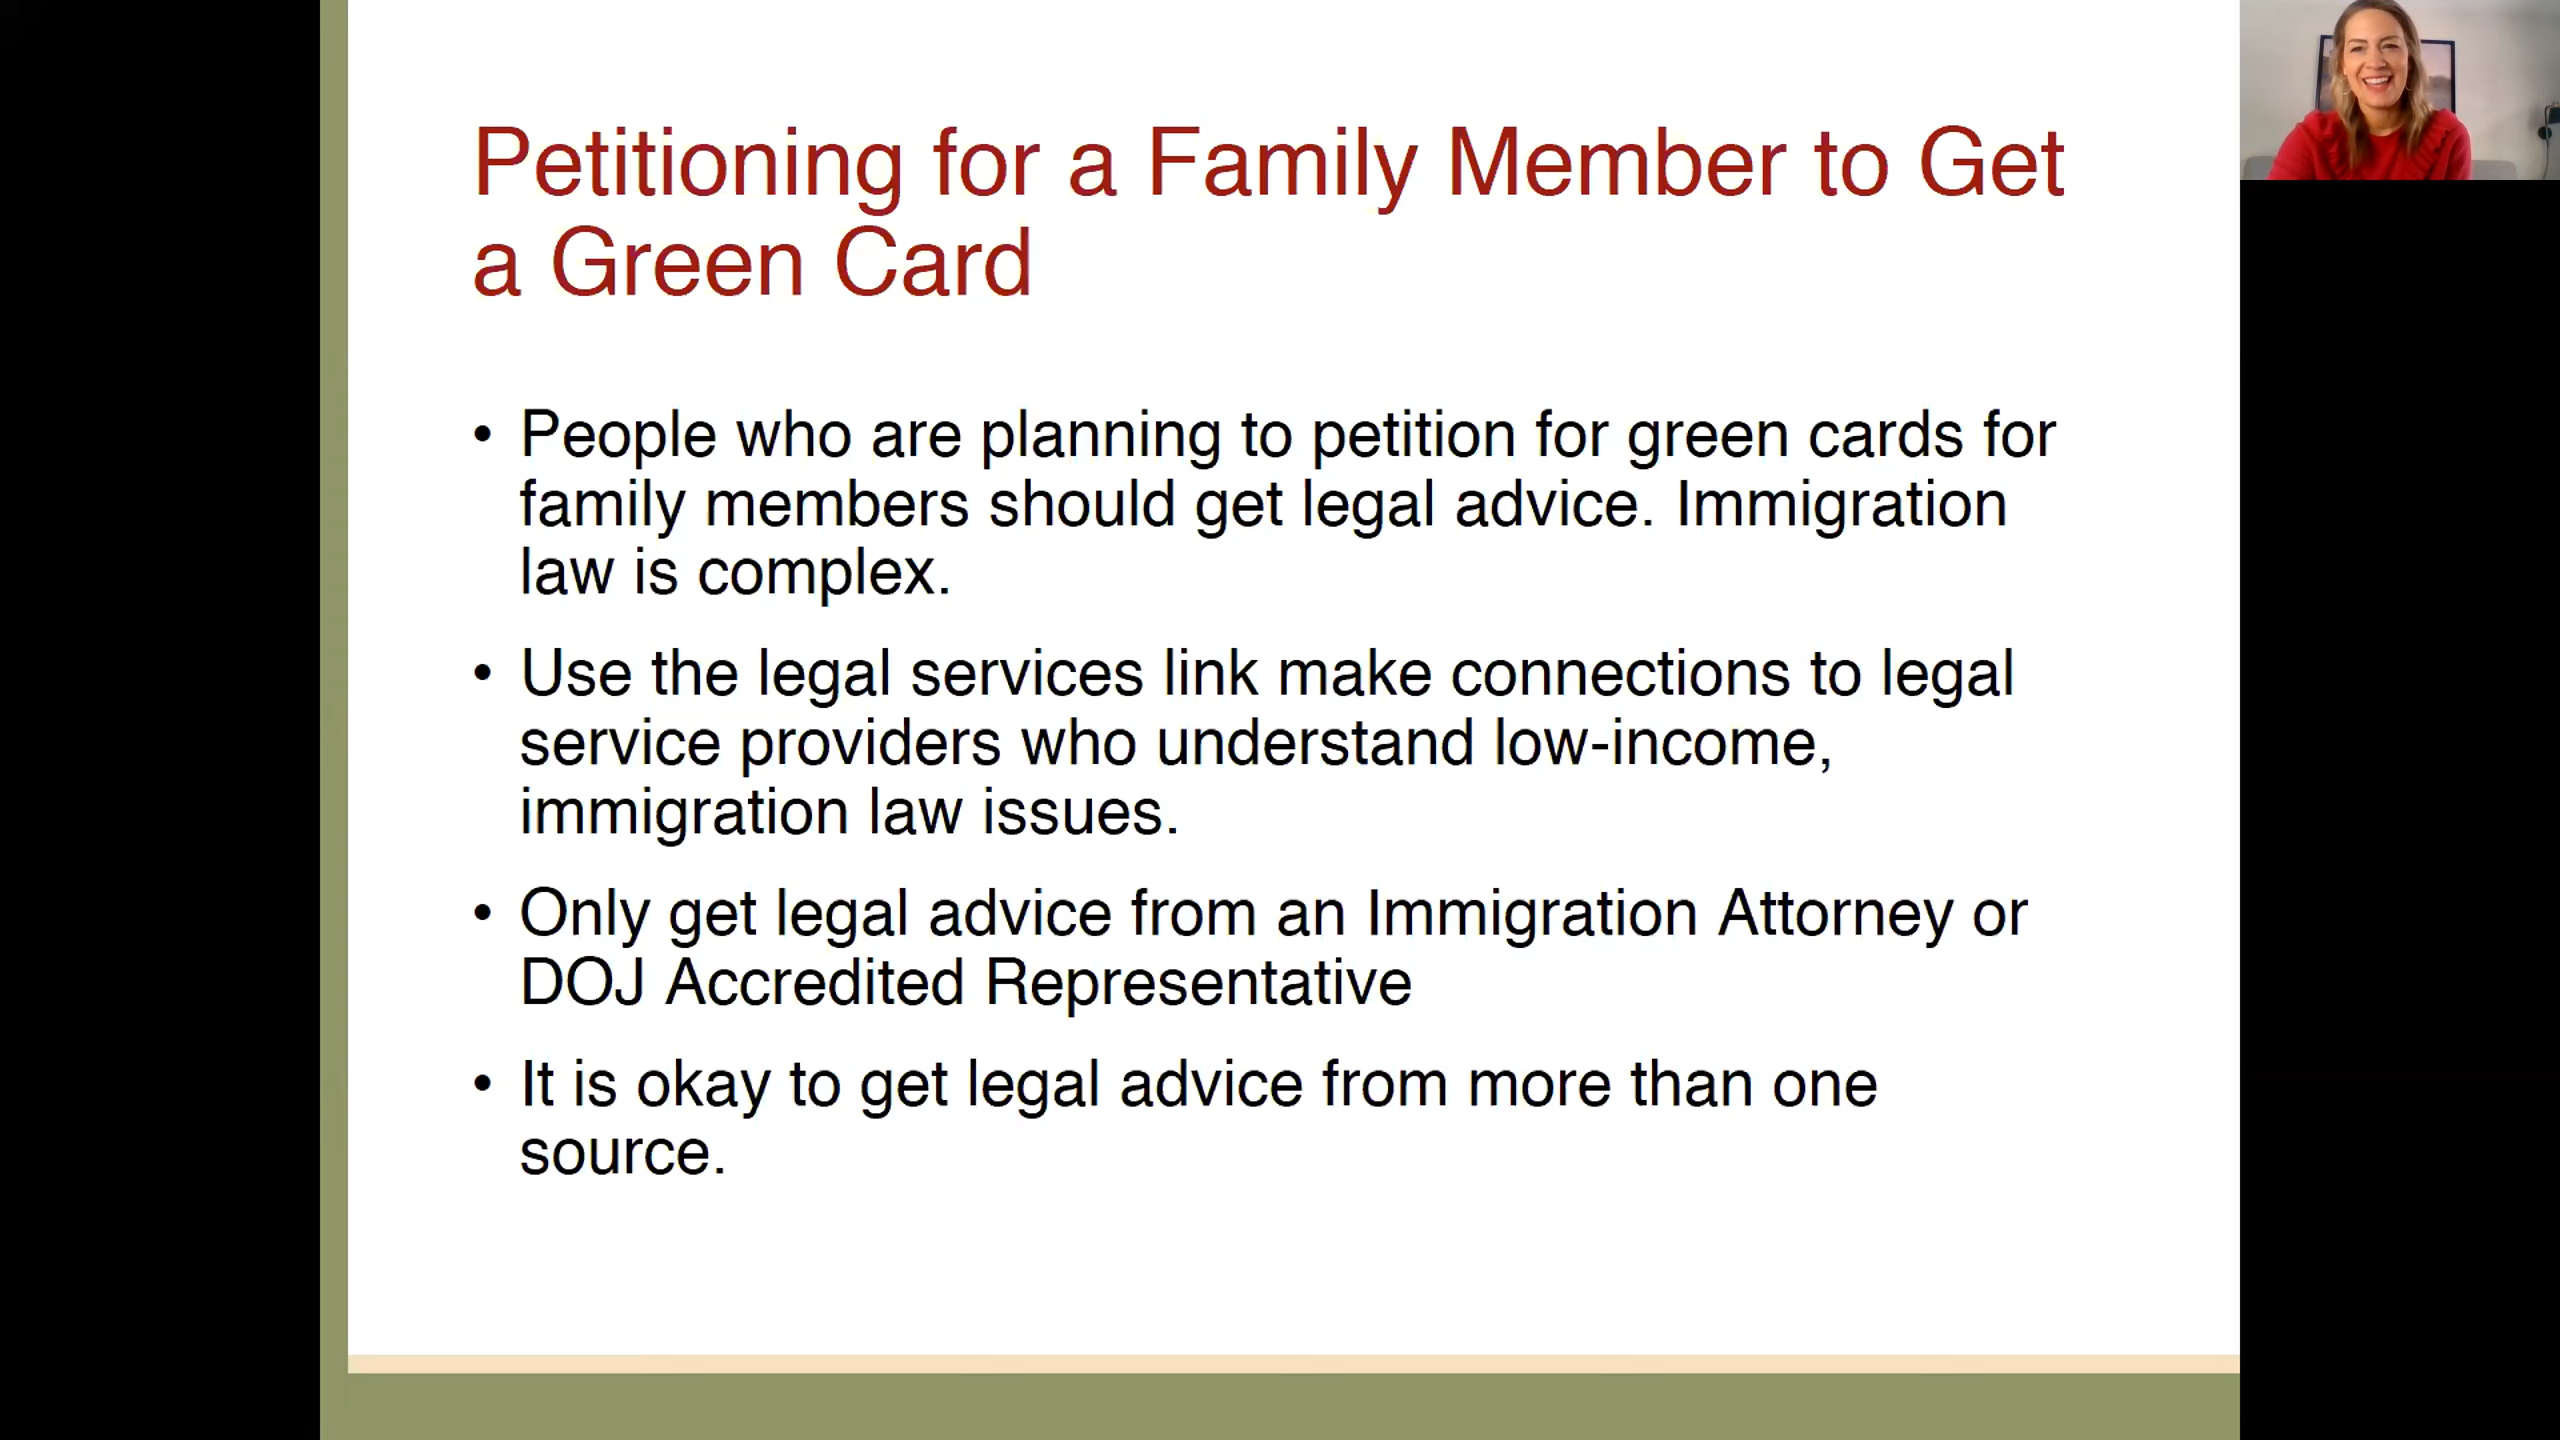 Petitioning for a Family Member to Get
a Green Card
• People who are planning to petition for green cards for
family members should get legal advice. Immigration
law is complex.
• Use the legal services link make connections to legal
service providers who understand low-income,
immigration law issues.
• Only get legal advice from an Immigration Attorney or
DOJ Accredited Representative
• It is okay to get legal advice from more than one
source.